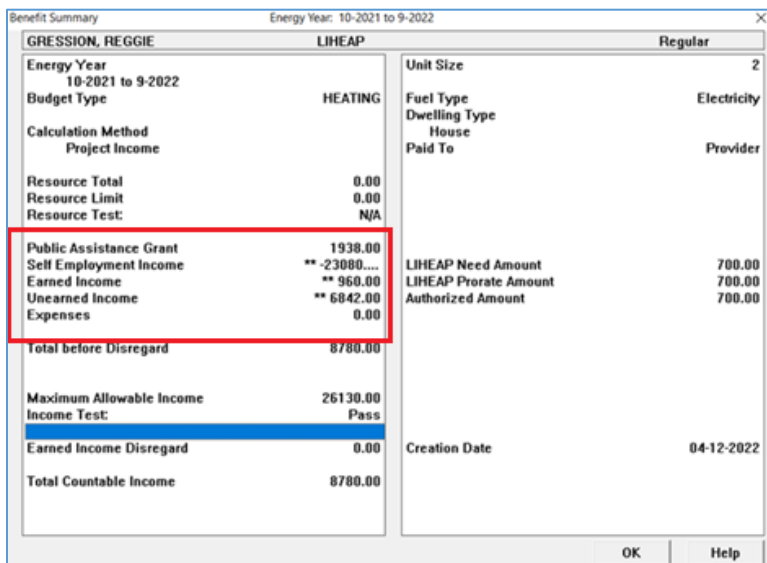 Benefit Summary Energy Year: 10-2021 to 9-2022
GRESSION, REGGIE LIHEAP Regular
Energy Year
10-2021 to 9-2022
Budget Type HEATING
Calculation Method
Project Income
Resource Total 0.00
Resource Limit 0.00
Resource Test: N/A
Public Assistance Grant 1938.00
Self Employment Income ** -23080....
Earned Income ** 960.00
Unearned Income ** 6842.00
Expenses 0.00
Total before Disregard 8780.00
Maximum Allowable Income 26130.00
Income Test: Pass
Earned Income Disregard 0.00
Total Countable Income 8780.00
Unit Size 2
Fuel Type Electricity
Dwelling Type
House
Paid To Provider
LIHEAP Need Amount 700.00
LIHEAP Prorate Amount 700.00
Authorized Amount 700.00
Creation Date 04-12-2022
OK Help